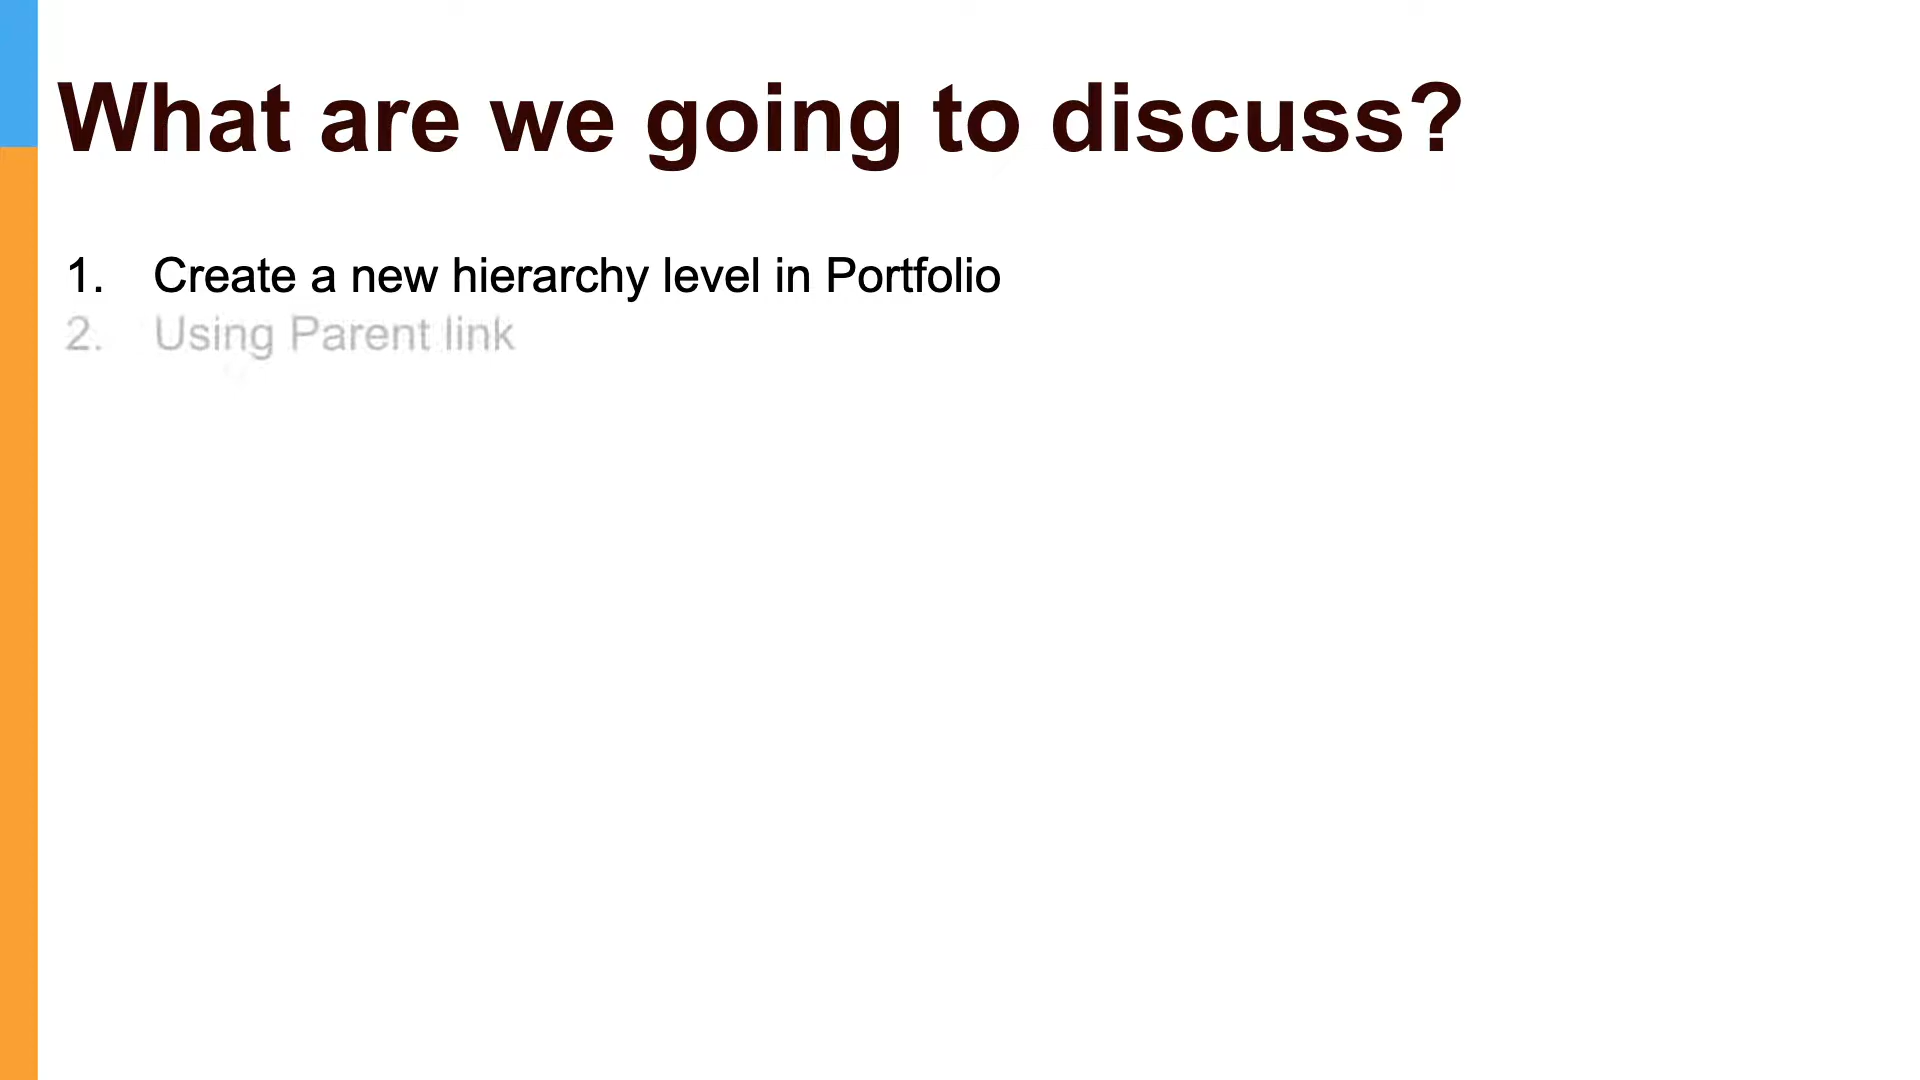 What are we going to discuss?
1. Create a new hierarchy level in Portfolio
2. Using Parent link